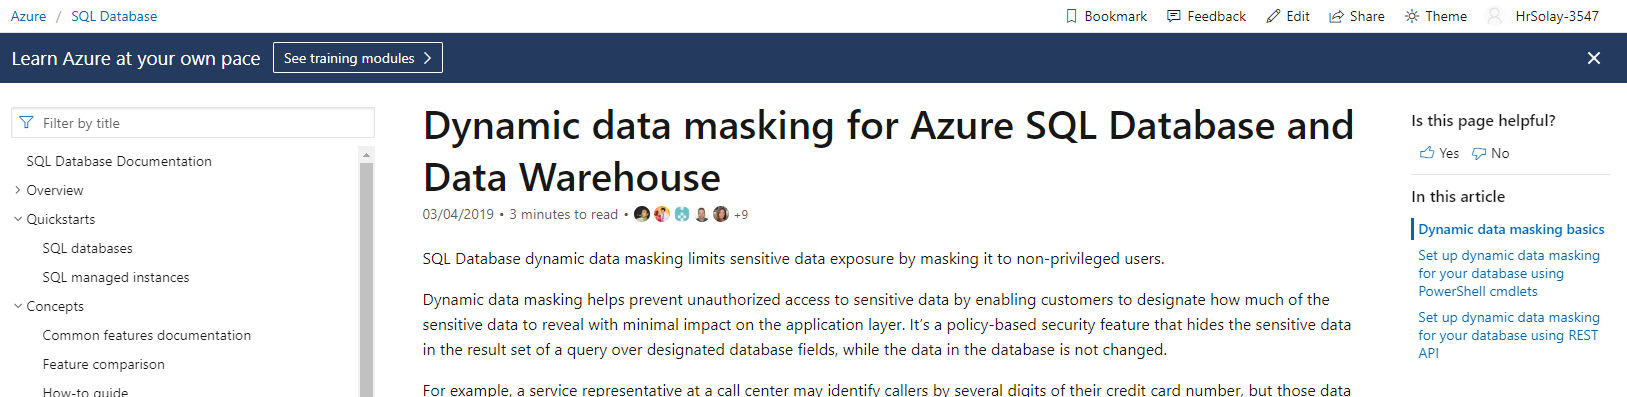 Azure / SQL Database
Bookmark Feedback Edit Share Theme HrSolay-3547
Learn Azure at your own pace See training modules
Filter by title
SQL Database Documentation
Overview
Quickstarts
SQL databases
SQL managed instances
Concepts
Common features documentation
Feature comparison
How-to guide
Dynamic data masking for Azure SQL Database and
Data Warehouse
03/04/2019 • 3 minutes to read • +9
SQL Database dynamic data masking limits sensitive data exposure by masking it to non-privileged users.
Dynamic data masking helps prevent unauthorized access to sensitive data by enabling customers to designate how much of the
sensitive data to reveal with minimal impact on the application layer. It’s a policy-based security feature that hides the sensitive data
in the result set of a query over designated database fields, while the data in the database is not changed.
For example, a service representative at a call center may identify callers by several digits of their credit card number, but those data
Is this page helpful?
Yes No
In this article
Dynamic data masking basics
Set up dynamic data masking
for your database using
PowerShell cmdlets
Set up dynamic data masking
for your database using REST
API